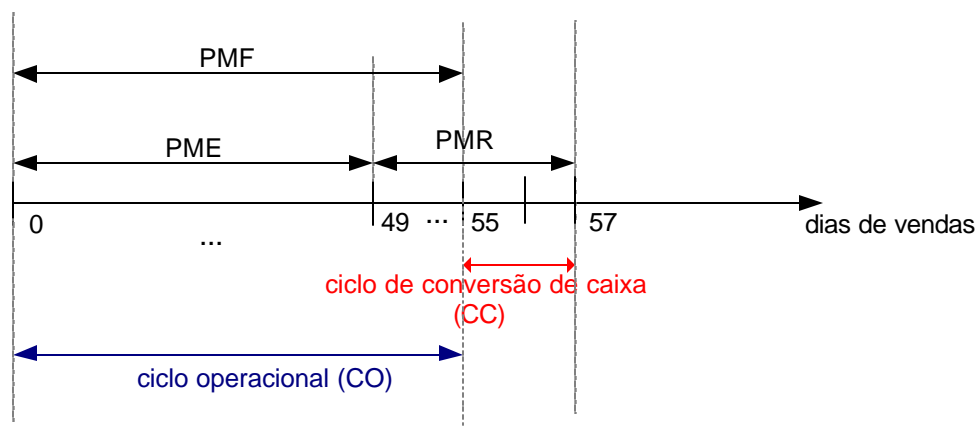 PMF
PME
PMR
0
...
49 ... 55
57
dias de vendas
ciclo de conversão de caixa
(CC)
ciclo operacional (CO)